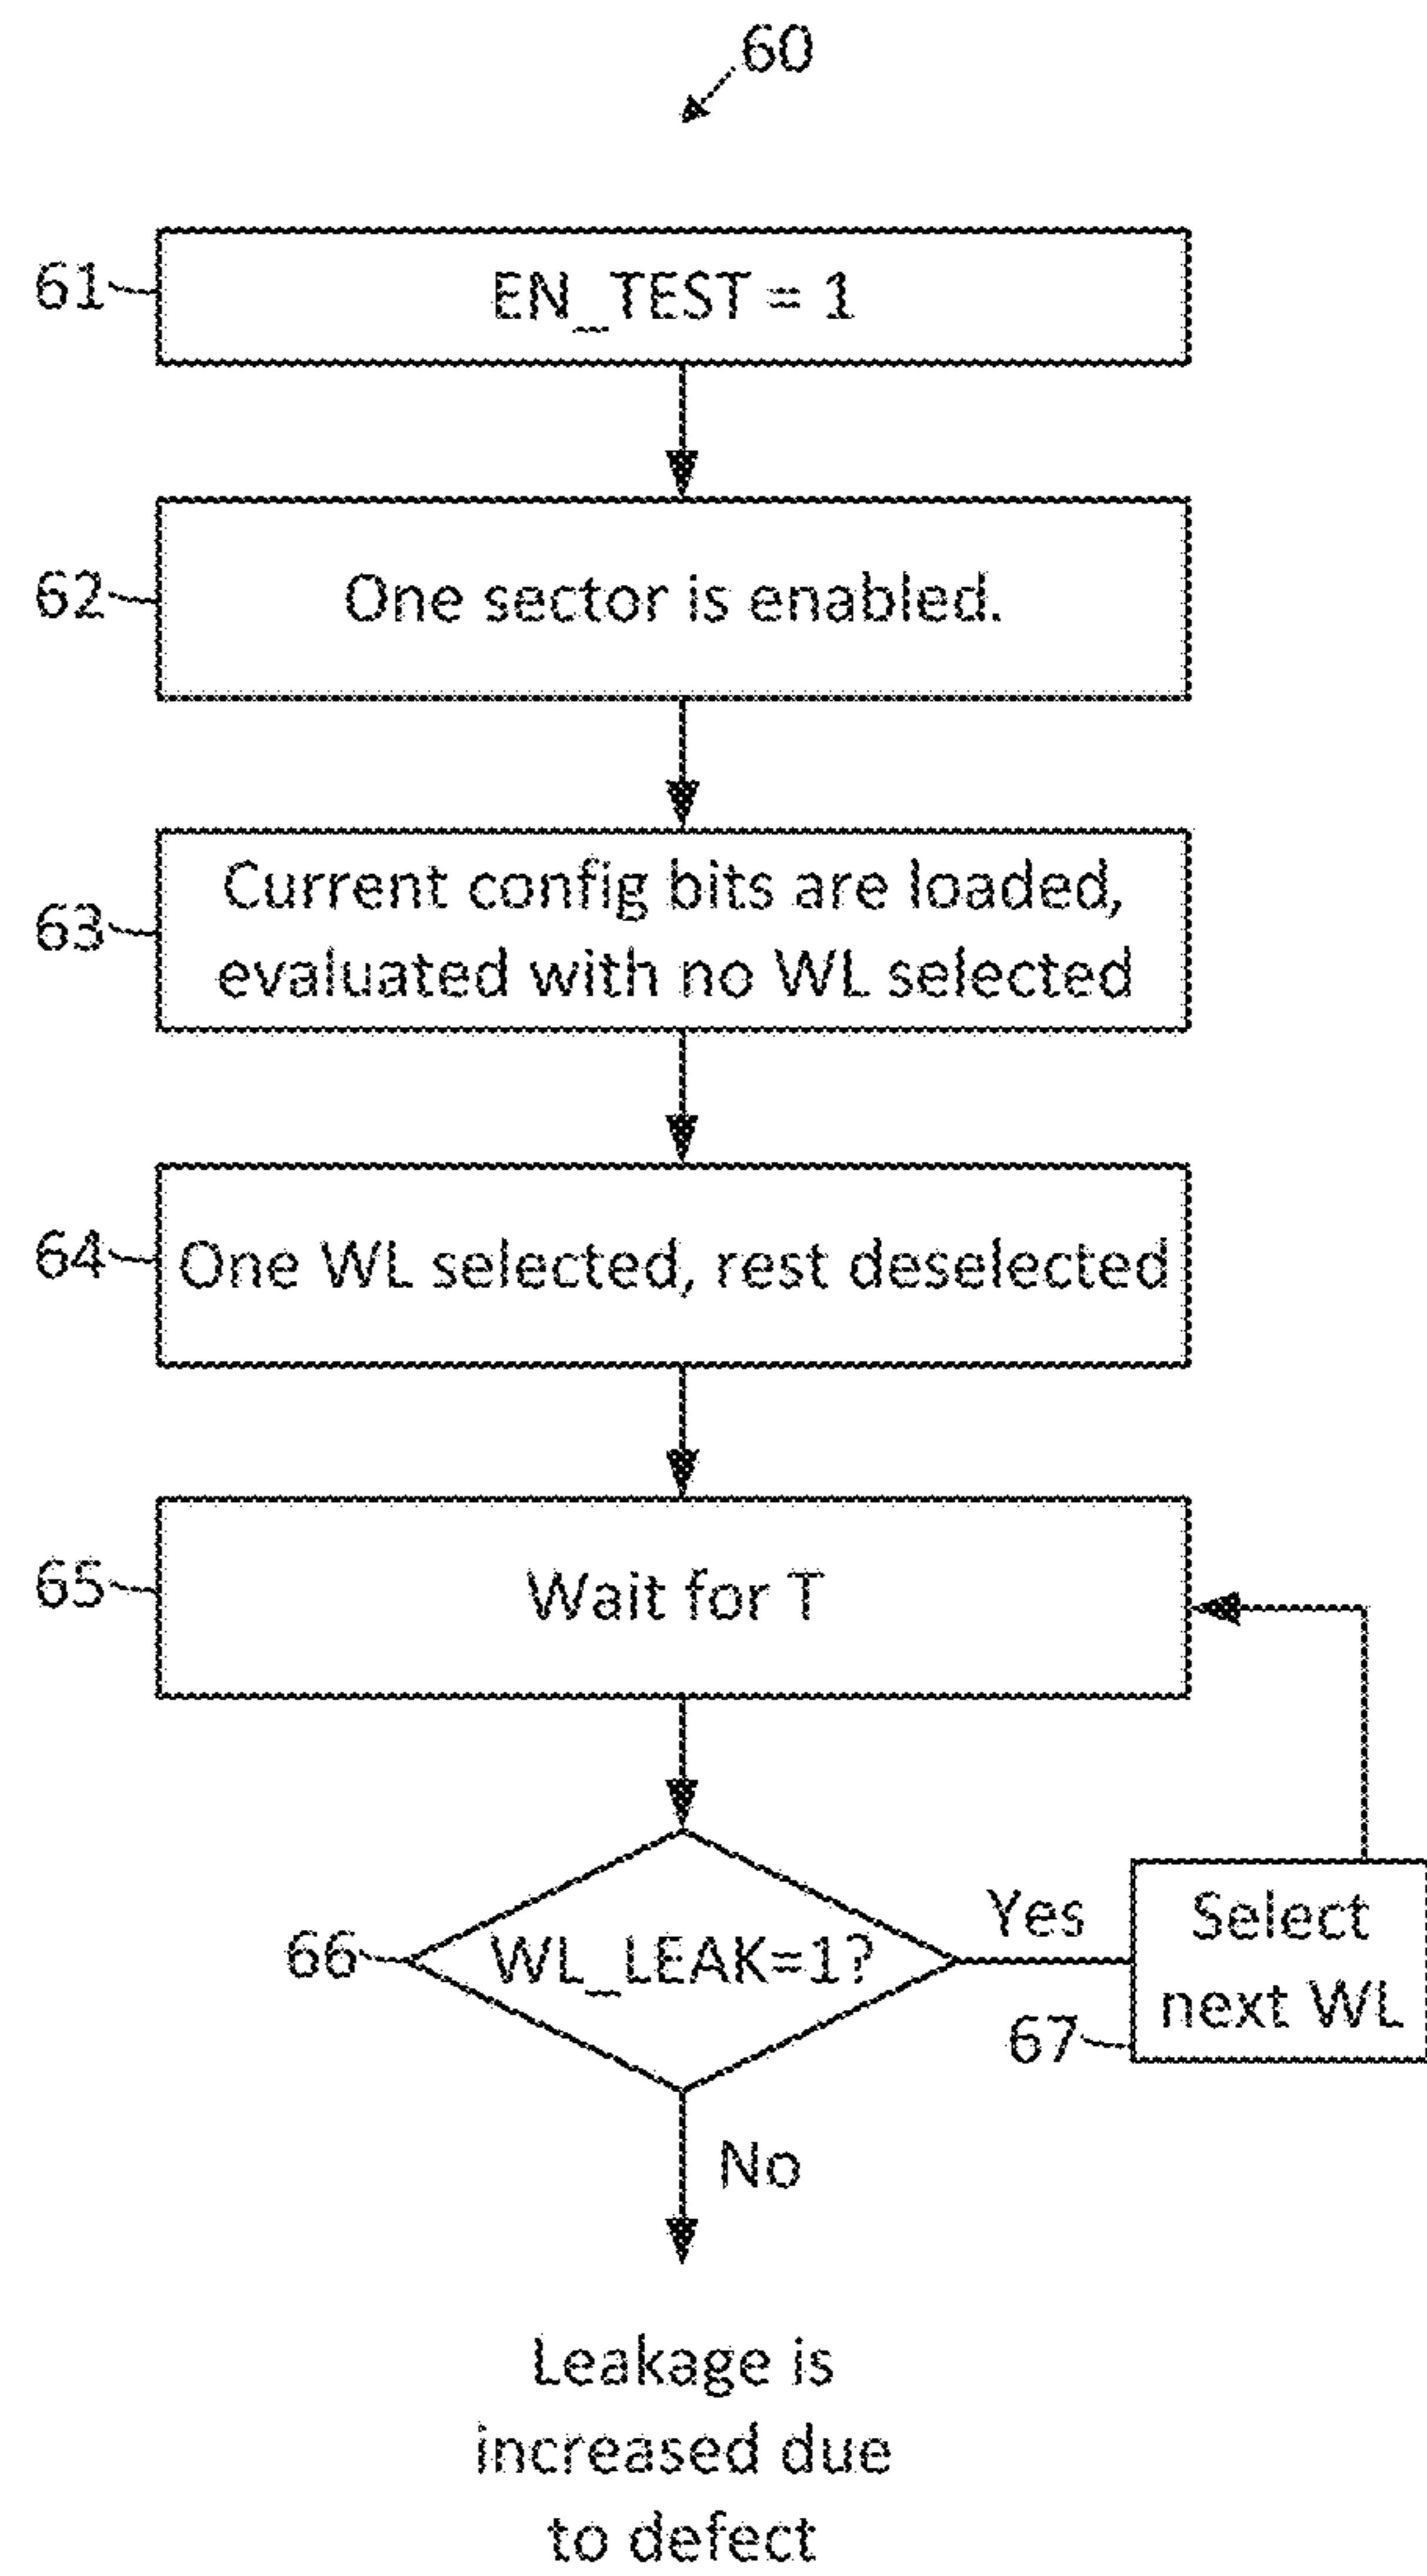 60
61
EN_TEST = 1
62
One sector is enabled.
63
Current config bits are loaded,
evaluated with no WL selected
64
One WL selected, rest deselected
65
Wait for T
66
WL_LEAK=1?
Yes
Select
next WL
67
No
Leakage is
increased due
to defect